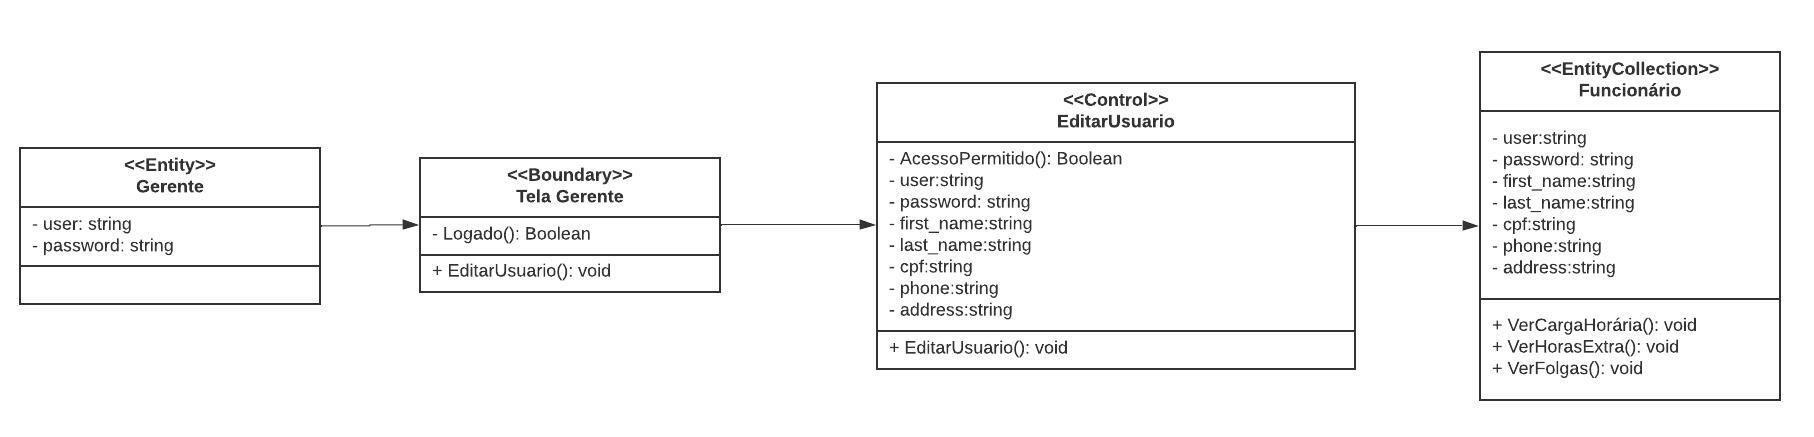 <<Entity>>
Gerente
- user: string
- password: string
<<Boundary>>
Tela Gerente
- Logado(): Boolean
+ EditarUsuario(): void
<<Control>>
EditarUsuario
- AcessoPermitido(): Boolean
- user:string
- password: string
- first_name:string
- last_name:string
- cpf:string
- phone:string
- address:string
+ EditarUsuario(): void
<<EntityCollection>>
Funcionário
- user:string
- password: string
- first_name:string
- last_name:string
- cpf:string
- phone:string
- address:string
+ VerCargaHorária(): void
+ VerHorasExtra(): void
+ VerFolgas(): void